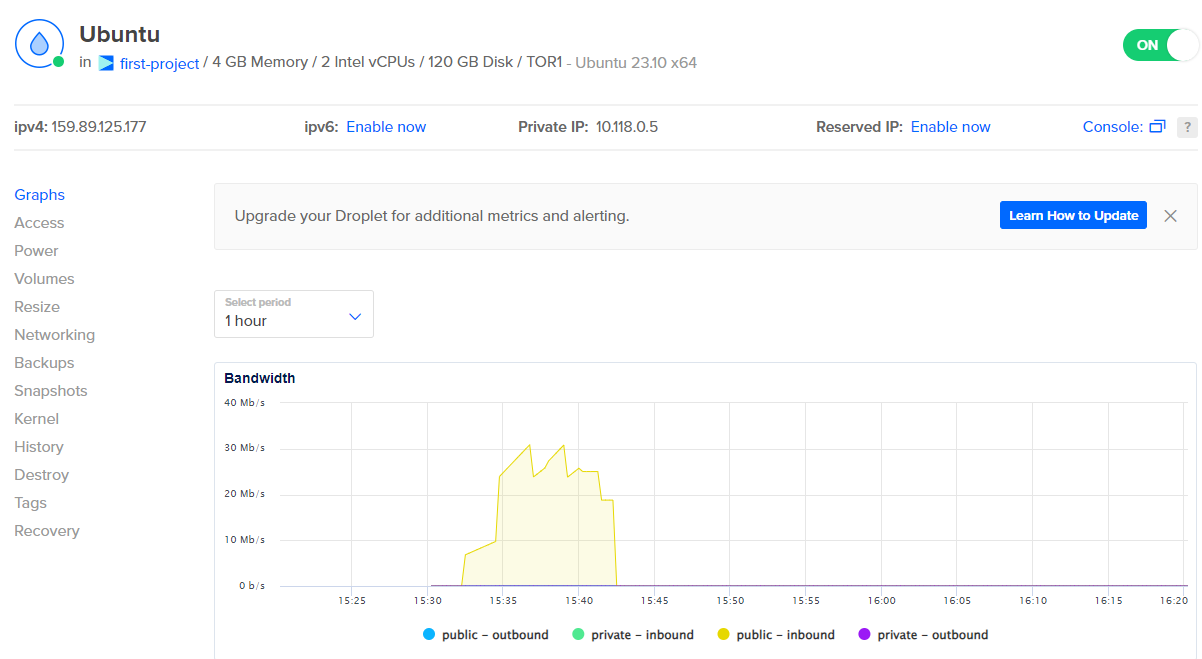 Ubuntu
in first-project / 4 GB Memory / 2 Intel vCPUs / 120 GB Disk / TOR1 - Ubuntu 23.10 x64
ON
ipv4: 159.89.125.177 ipv6: Enable now Private IP: 10.118.0.5 Reserved IP: Enable now Console: ?
Graphs
Access
Power
Volumes
Resize
Networking
Backups
Snapshots
Kernel
History
Destroy
Tags
Recovery
Upgrade your Droplet for additional metrics and alerting. Learn How to Update
Select period
1 hour
Bandwidth
40 Mb/s
30 Mb/s
20 Mb/s
10 Mb/s
0 b/s
15:25 15:30 15:35 15:40 15:45 15:50 15:55 16:00 16:05 16:10 16:15 16:20
public - outbound private - inbound public - inbound private - outbound